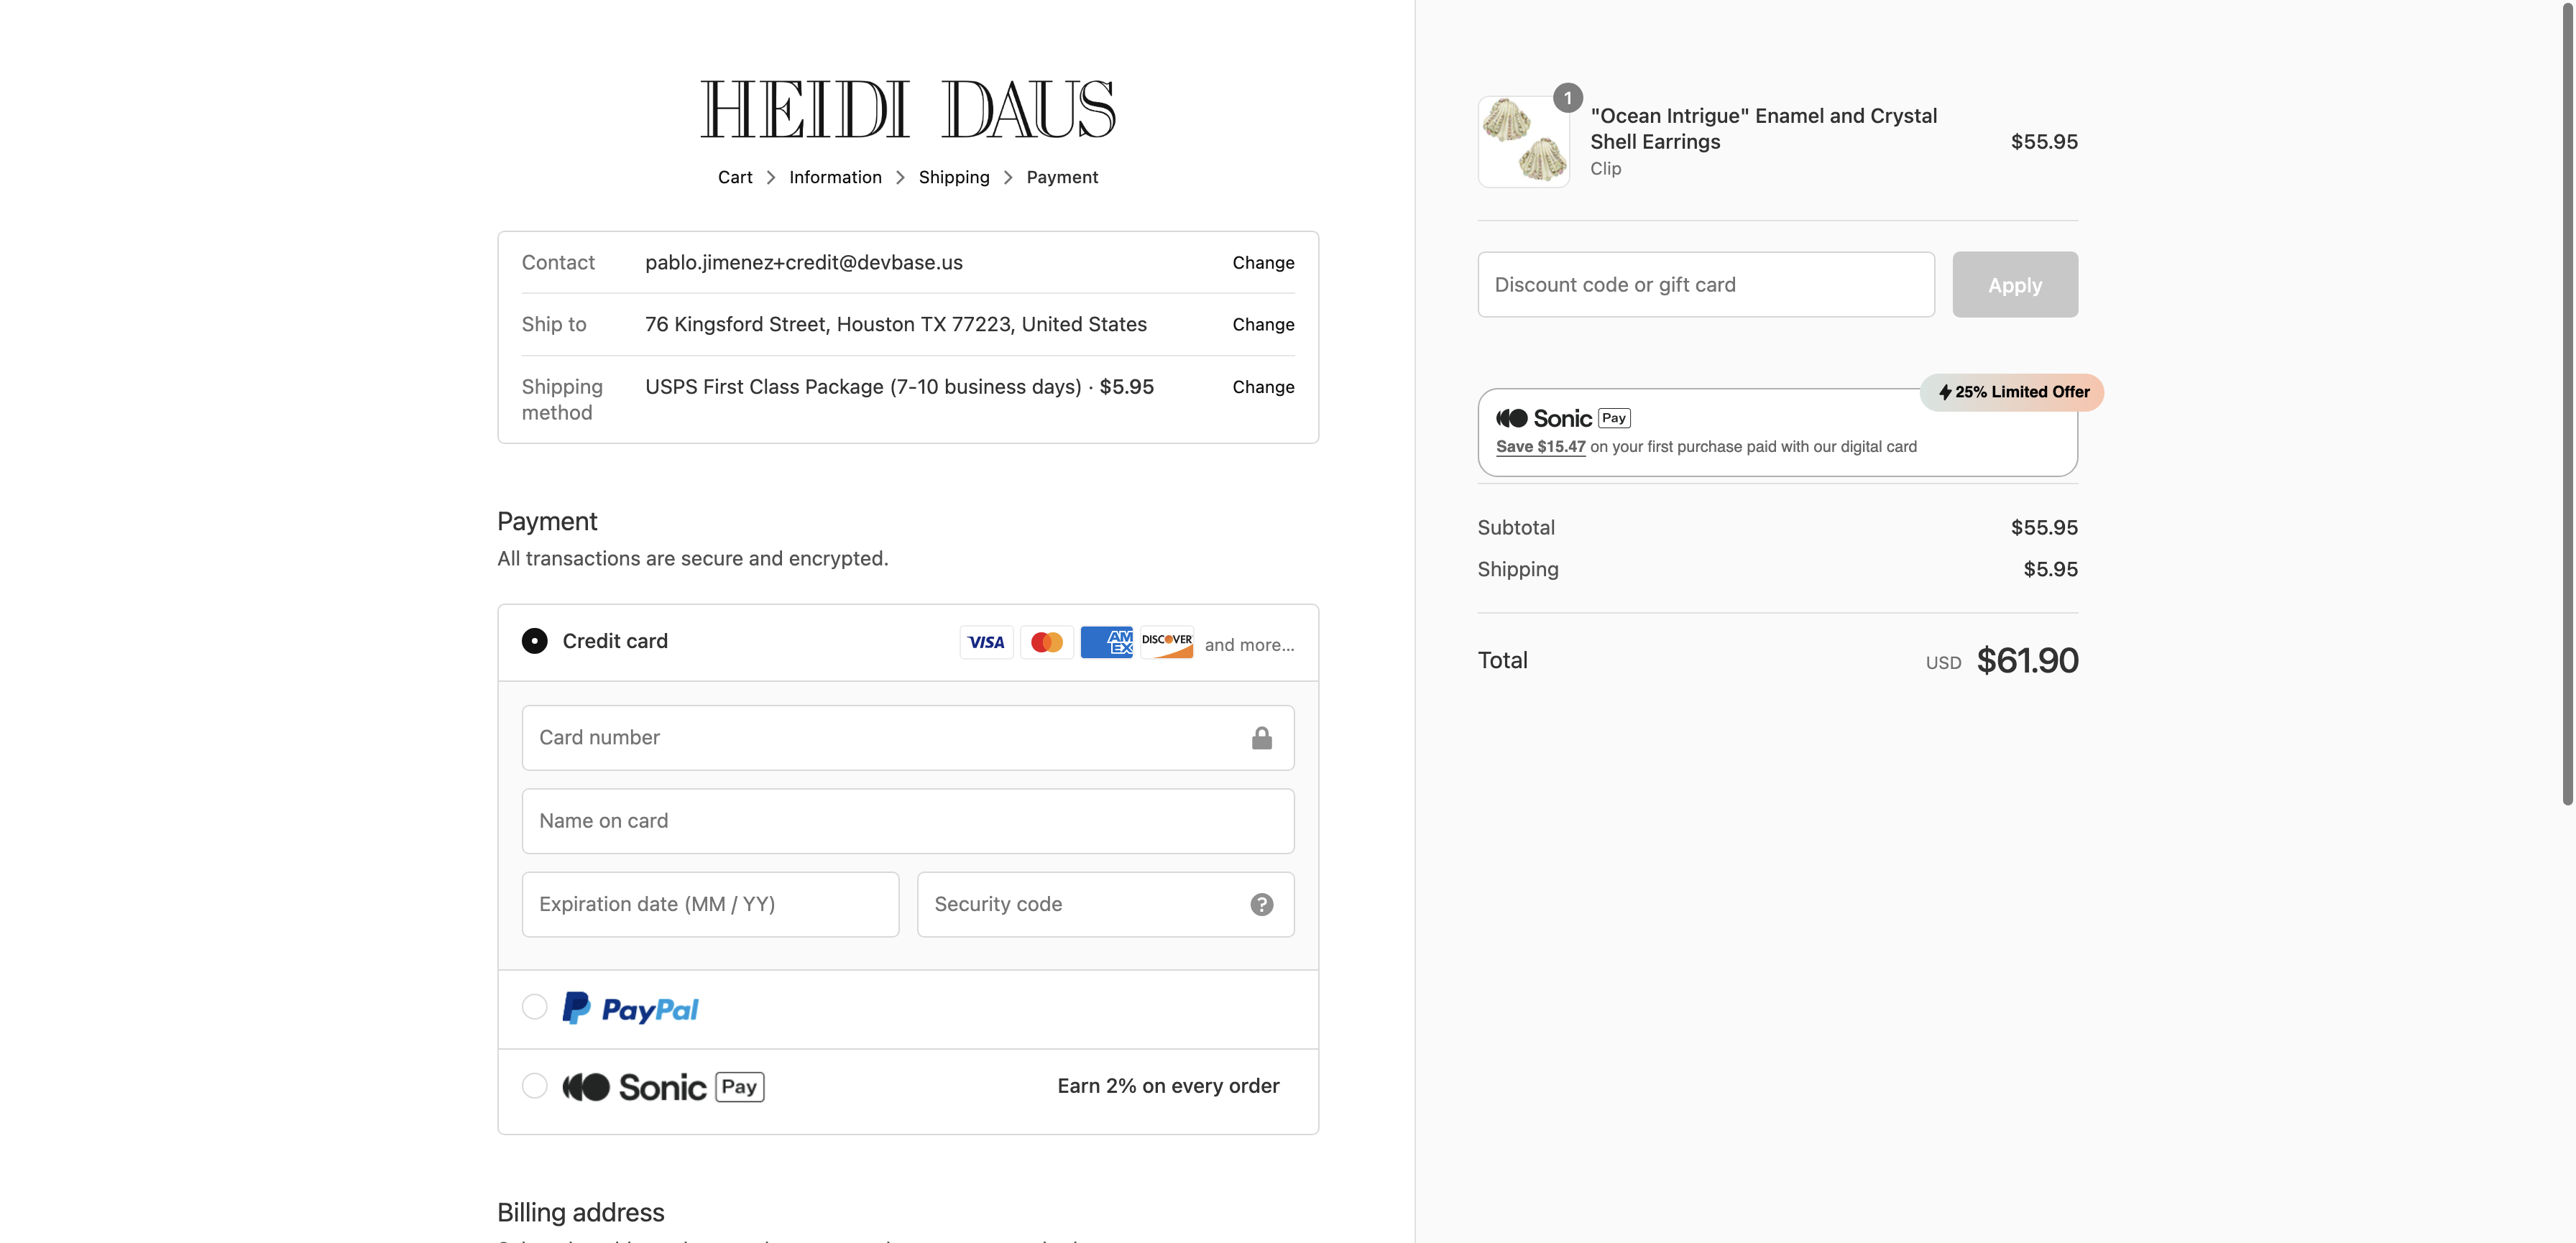 HEIDI DAUS
Cart > Information > Shipping > Payment
Contact pablo.jimenez+credit@devbase.us Change
Ship to 76 Kingsford Street, Houston TX 77223, United States Change
Shipping method USPS First Class Package (7-10 business days) · $5.95 Change
Payment
All transactions are secure and encrypted.
Credit card VISA AMEX DISCOVER and more...
Card number
Name on card
Expiration date (MM / YY) Security code ?
PayPal
Sonic Pay Earn 2% on every order
Billing address
1
"Ocean Intrigue" Enamel and Crystal
Shell Earrings $55.95
Clip
Discount code or gift card Apply
25% Limited Offer
Sonic Pay
Save $15.47 on your first purchase paid with our digital card
Subtotal $55.95
Shipping $5.95
Total USD $61.90